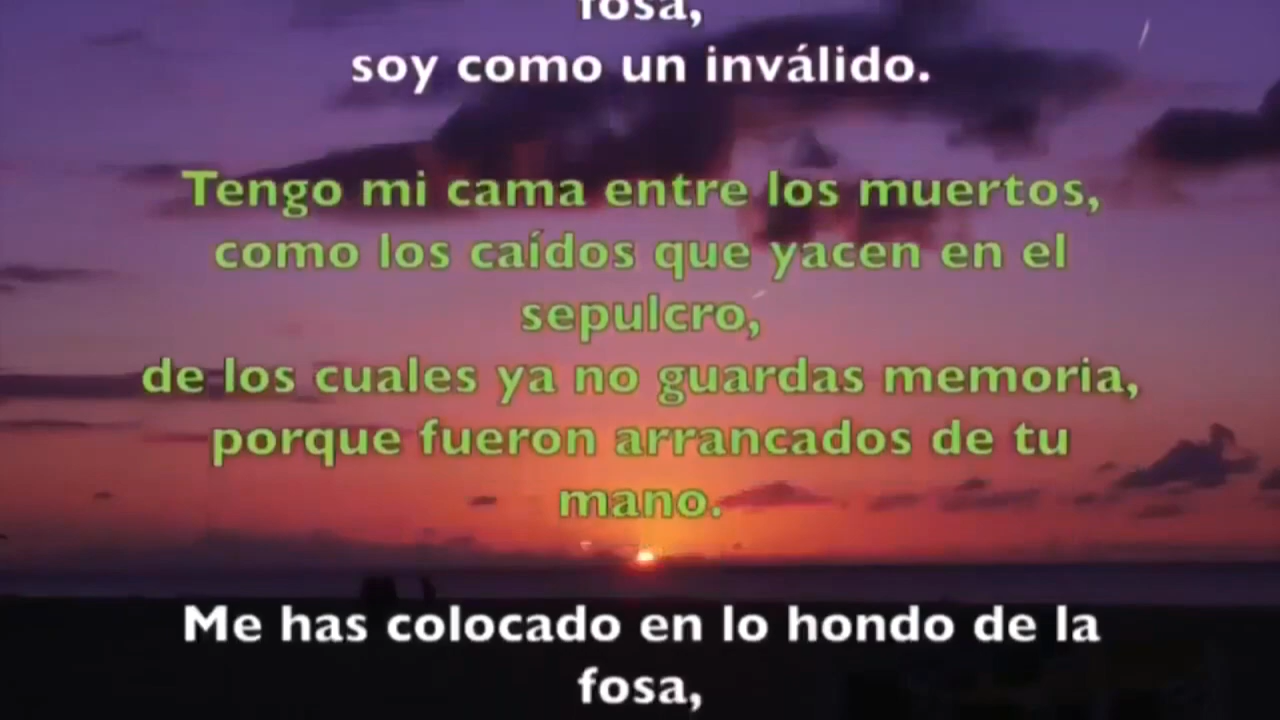 fosa,
soy como un inválido.
Tengo mi cama entre los muertos,
como los caídos que yacen en el
sepulcro,
de los cuales ya no guardas memoria,
porque fueron arrancados de tu
mano.
Me has colocado en lo hondo de la
fosa,